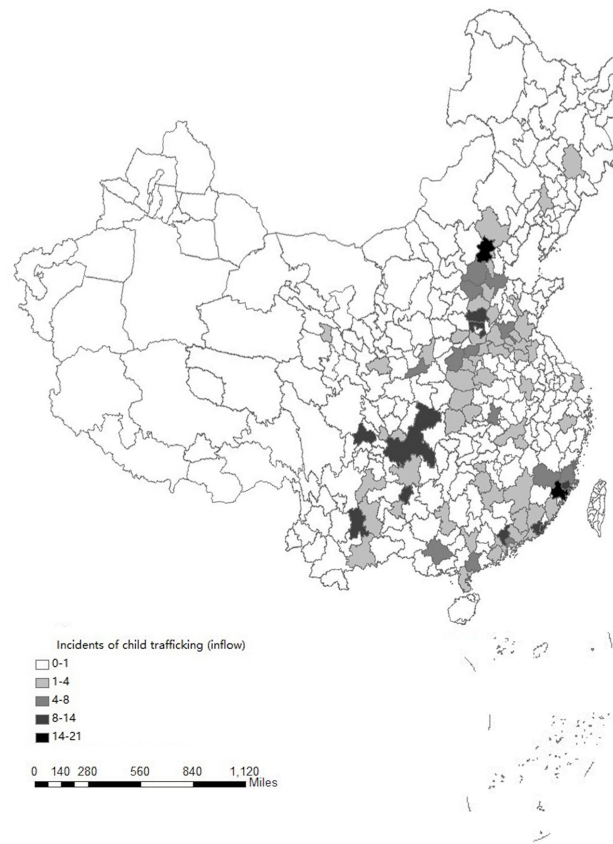 Incidents of child trafficking (inflow)
0-1
1-4
4-8
8-14
14-21
0 140 280 560 840 1,120
Miles